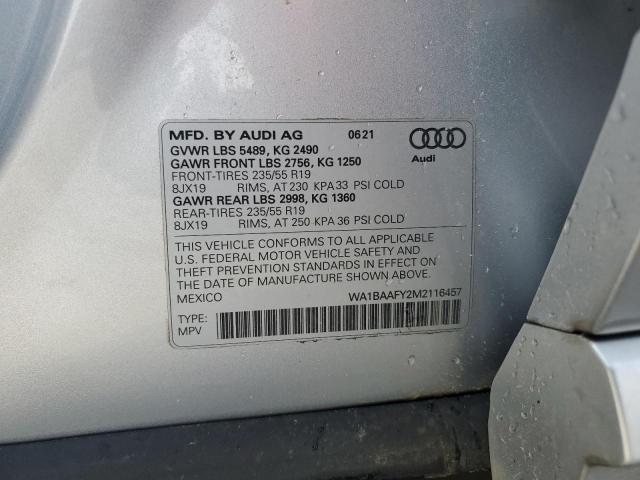 MFD. BY AUDI AG 0621
GVWR LBS 5489, KG 2490
GAWR FRONT LBS 2756, KG 1250
FRONT-TIRES 235/55 R19
8JX19 RIMS, AT 230 KPA 33 PSI COLD
GAWR REAR LBS 2998, KG 1360
REAR-TIRES 235/55 R19
8JX19 RIMS, AT 250 KPA 36 PSI COLD
Audi
THIS VEHICLE CONFORMS TO ALL APPLICABLE
U.S. FEDERAL MOTOR VEHICLE SAFETY AND
THEFT PREVENTION STANDARDS IN EFFECT ON
THE DATE OF MANUFACTURE SHOWN ABOVE.
MEXICO WA1BAAFY2M2116457
TYPE:
MPV